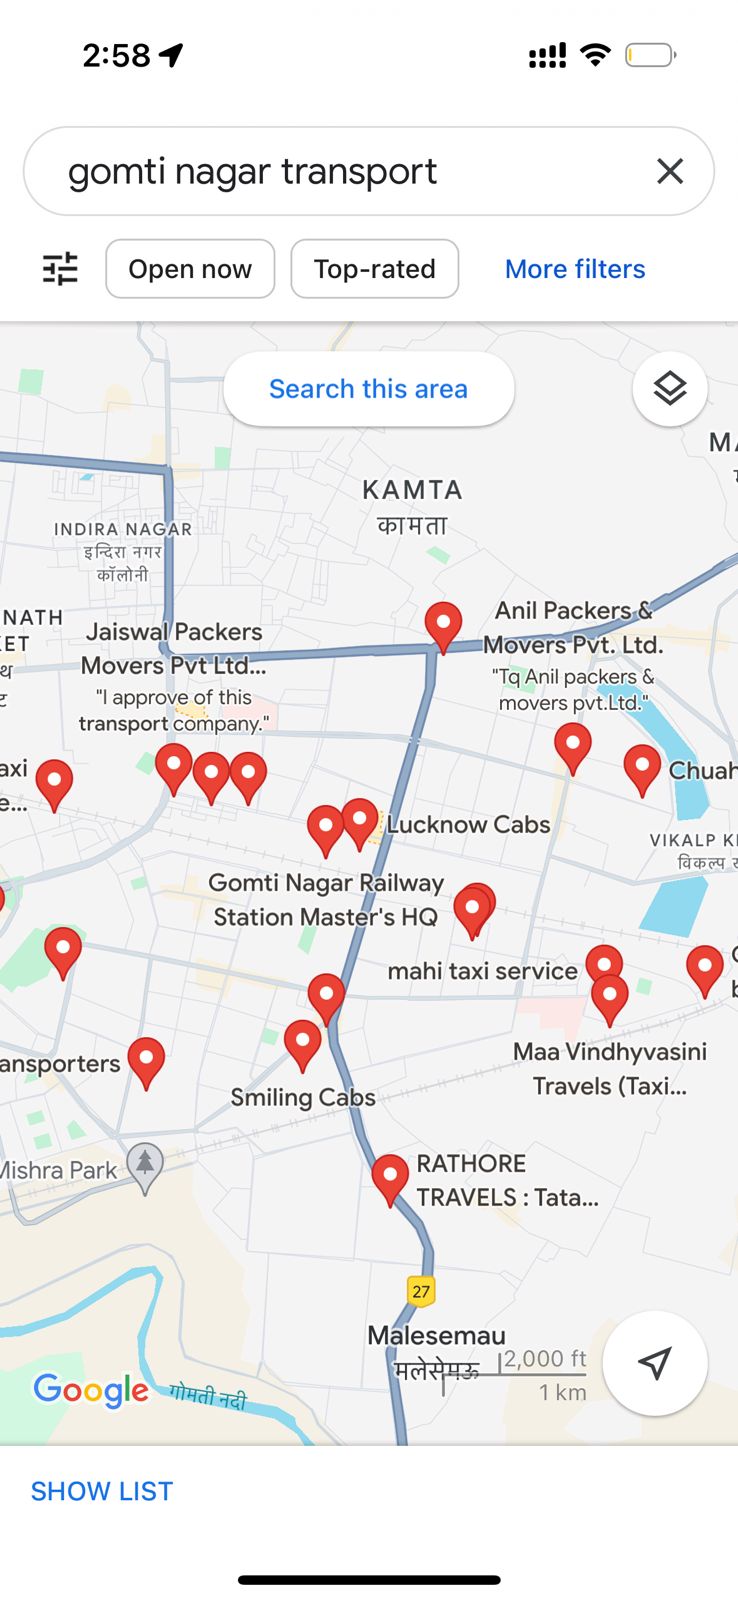 2:58
gomti nagar transport
Open now
Top-rated
More filters
Search this area
KAMTA
कामता
INDIRA NAGAR
इन्दिरा नगर
कॉलोनी
NATH
Jaiswal Packers
Movers Pvt Ltd...
"I approve of this
transport company."
Anil Packers &
Movers Pvt. Ltd.
"Tq Anil packers &
movers pvt.Ltd."
Chuah
Lucknow Cabs
VIKALP K
विकल्प
Gomti Nagar Railway
Station Master's HQ
mahi taxi service
Maa Vindhyvasini
Travels (Taxi...
ansporters
Smiling Cabs
Mishra Park
RATHORE
TRAVELS : Tata...
27
Malesemau
मलेसेमऊ
2,000 ft
1 km
Google
गोमती नदी
SHOW LIST